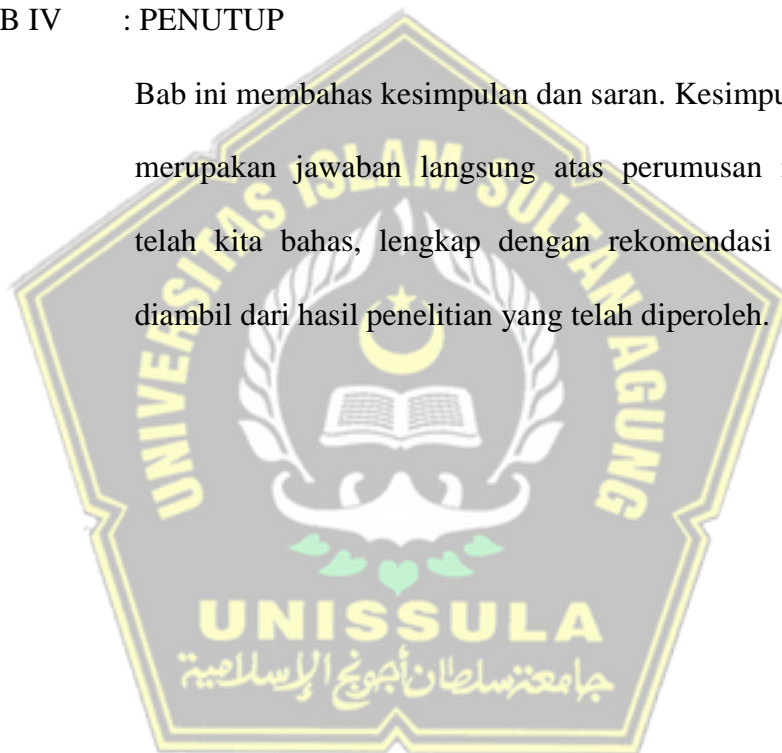 B IV : PENUTUP
Bab ini membahas kesimpulan dan saran. Kesimpu
merupakan jawaban langsung atas perumusan
telah kita bahas, lengkap dengan rekomendasi
diambil dari hasil penelitian yang telah diperoleh.
UNIVERSITAS ISLAM SULTAN AGUNG
UNISSULA
جامعة سلطان أجونج الإسلامية